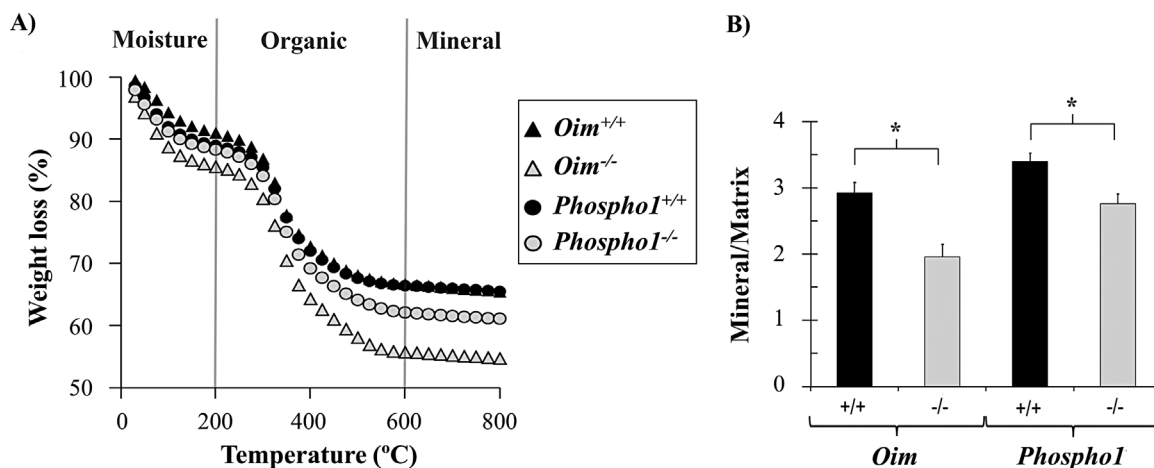 A)
Moisture Organic Mineral
100
90
80
70
60
50
0 200 400 600 800
Weight loss (%)
Temperature (ºC)
Oim+/+
Oim-/-
Phospho1+/+
Phospho1-/-
B)
* *
4
3
2
1
0
Mineral/Matrix
+/+ -/- +/+ -/-
Oim Phospho1